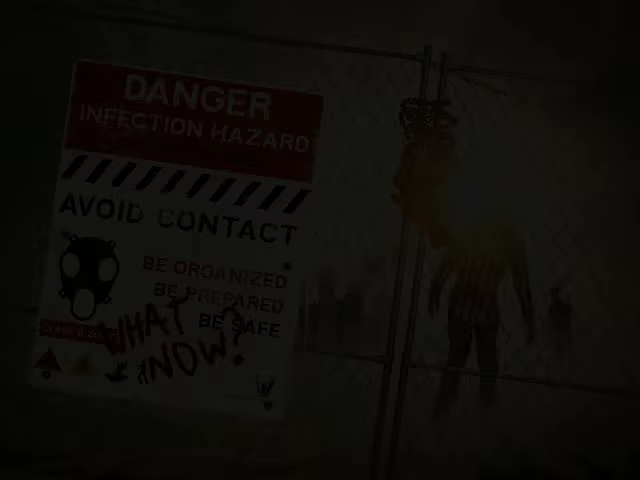 DANGER
INFECTION HAZARD
AVOID CONTACT
BE ORGANIZED
BE PREPARED
BE SAFE
WHAT
NOW?